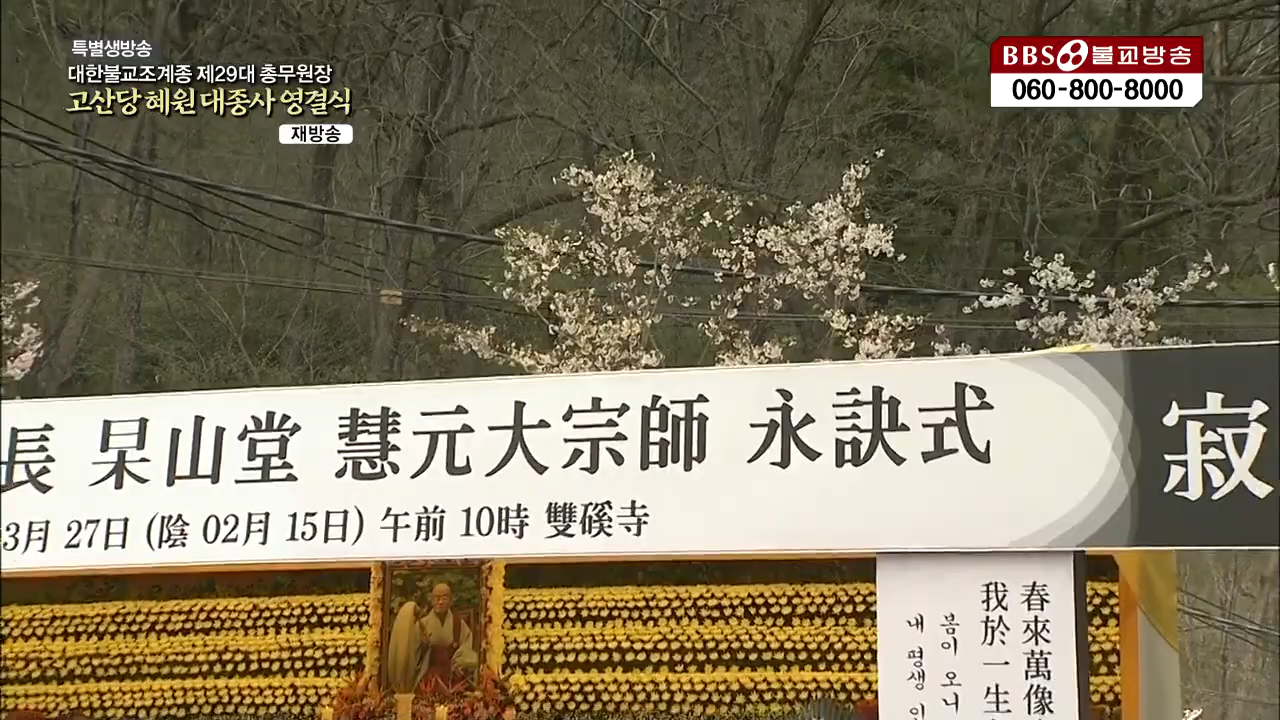 특별생방송
대한불교조계종 제29대 총무원장
고산당 혜원 대종사 영결식
재방송
BBS 불교방송
060-800-8000
長 杲山堂 慧元大宗師 永訣式
寂
3月 27日 (陰 02月 15日) 午前 10時 雙磎寺
春來萬像
我於一生
봄이 오니
내 평생